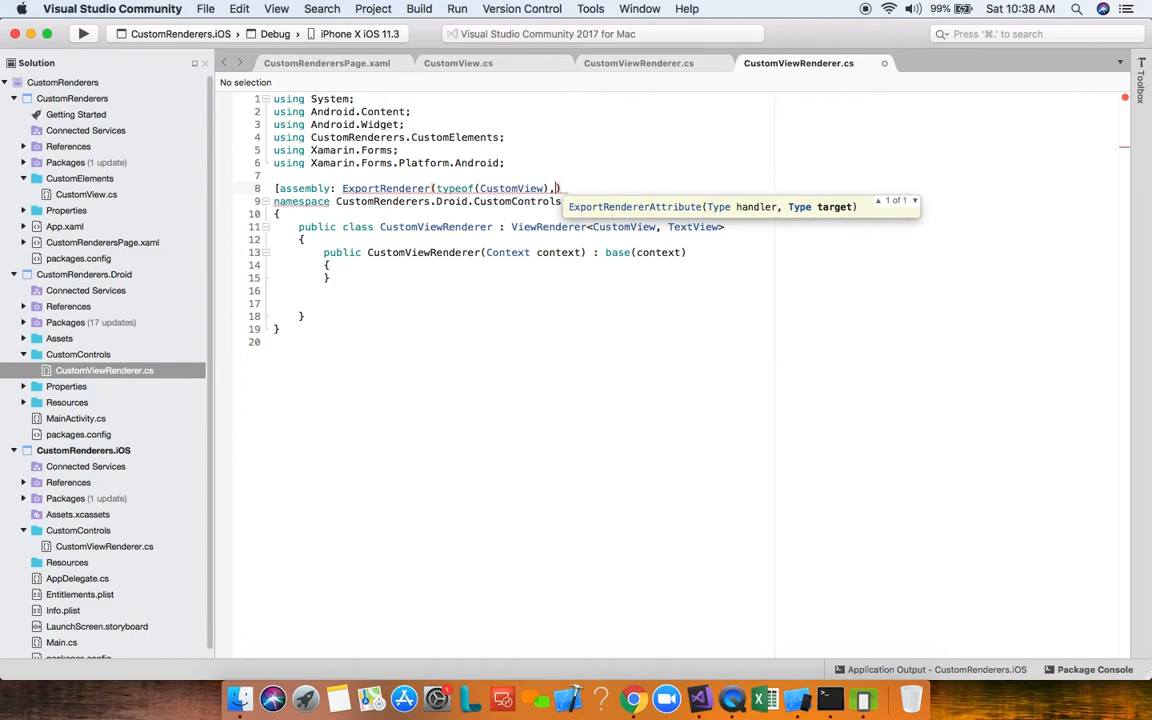 Visual Studio Community File Edit View Search Project Build Run Version Control Tools Window Help 99% Sat 10:38 AM
CustomRenderers.iOS Debug iPhone X iOS 11.3 Visual Studio Community 2017 for Mac Press ‘⌘.’ to search
Solution
CustomRenderersPage.xaml CustomView.cs CustomViewRenderer.cs CustomViewRenderer.cs
No selection
Toolbox
CustomRenderers
CustomRenderers
Getting Started
Connected Services
References
Packages (1 update)
CustomElements
CustomView.cs
Properties
App.xaml
CustomRenderersPage.xaml
packages.config
CustomRenderers.Droid
Connected Services
References
Packages (17 updates)
Assets
CustomControls
CustomViewRenderer.cs
Properties
Resources
MainActivity.cs
packages.config
CustomRenderers.iOS
Connected Services
References
Packages (1 update)
Assets.xcassets
CustomControls
CustomViewRenderer.cs
Resources
AppDelegate.cs
Entitlements.plist
Info.plist
LaunchScreen.storyboard
Main.cs
packages.config
1 using System;
2 using Android.Content;
3 using Android.Widget;
4 using CustomRenderers.CustomElements;
5 using Xamarin.Forms;
6 using Xamarin.Forms.Platform.Android;
7
8 [assembly: ExportRenderer(typeof(CustomView),)
9 namespace CustomRenderers.Droid.CustomControls
ExportRendererAttribute(Type handler, Type target) 1 of 1
10 {
11 public class CustomViewRenderer : ViewRenderer<CustomView, TextView>
12 {
13 public CustomViewRenderer(Context context) : base(context)
14 {
15 }
16
17
18 }
19 }
20
Application Output - CustomRenderers.iOS Package Console